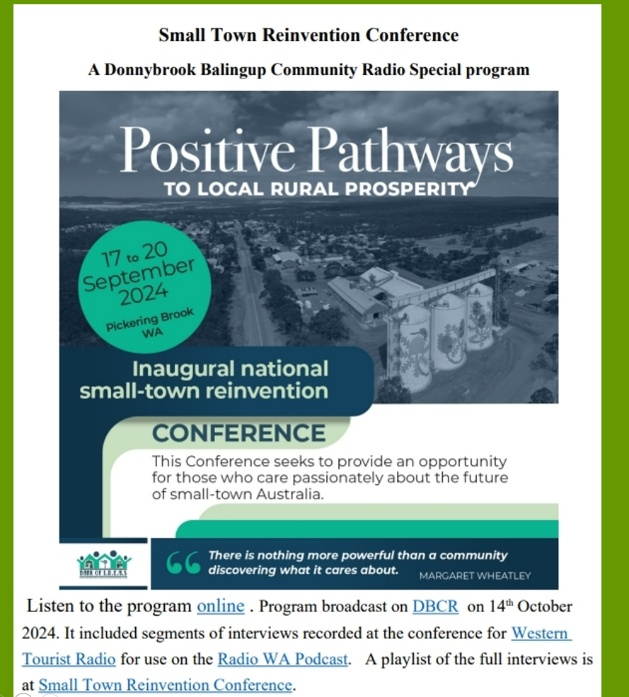 Small Town Reinvention Conference
A Donnybrook Balingup Community Radio Special program
Positive Pathways
TO LOCAL RURAL PROSPERITY
17 to 20
September
2024
Pickering Brook
WA
Inaugural national
small-town reinvention
CONFERENCE
This Conference seeks to provide an opportunity
for those who care passionately about the future
of small-town Australia.
BANK OF I.D.E.A.S.
There is nothing more powerful than a community
discovering what it cares about.
MARGARET WHEATLEY
Listen to the program online . Program broadcast on DBCR on 14th October
2024. It included segments of interviews recorded at the conference for Western
Tourist Radio for use on the Radio WA Podcast. A playlist of the full interviews is
at Small Town Reinvention Conference.